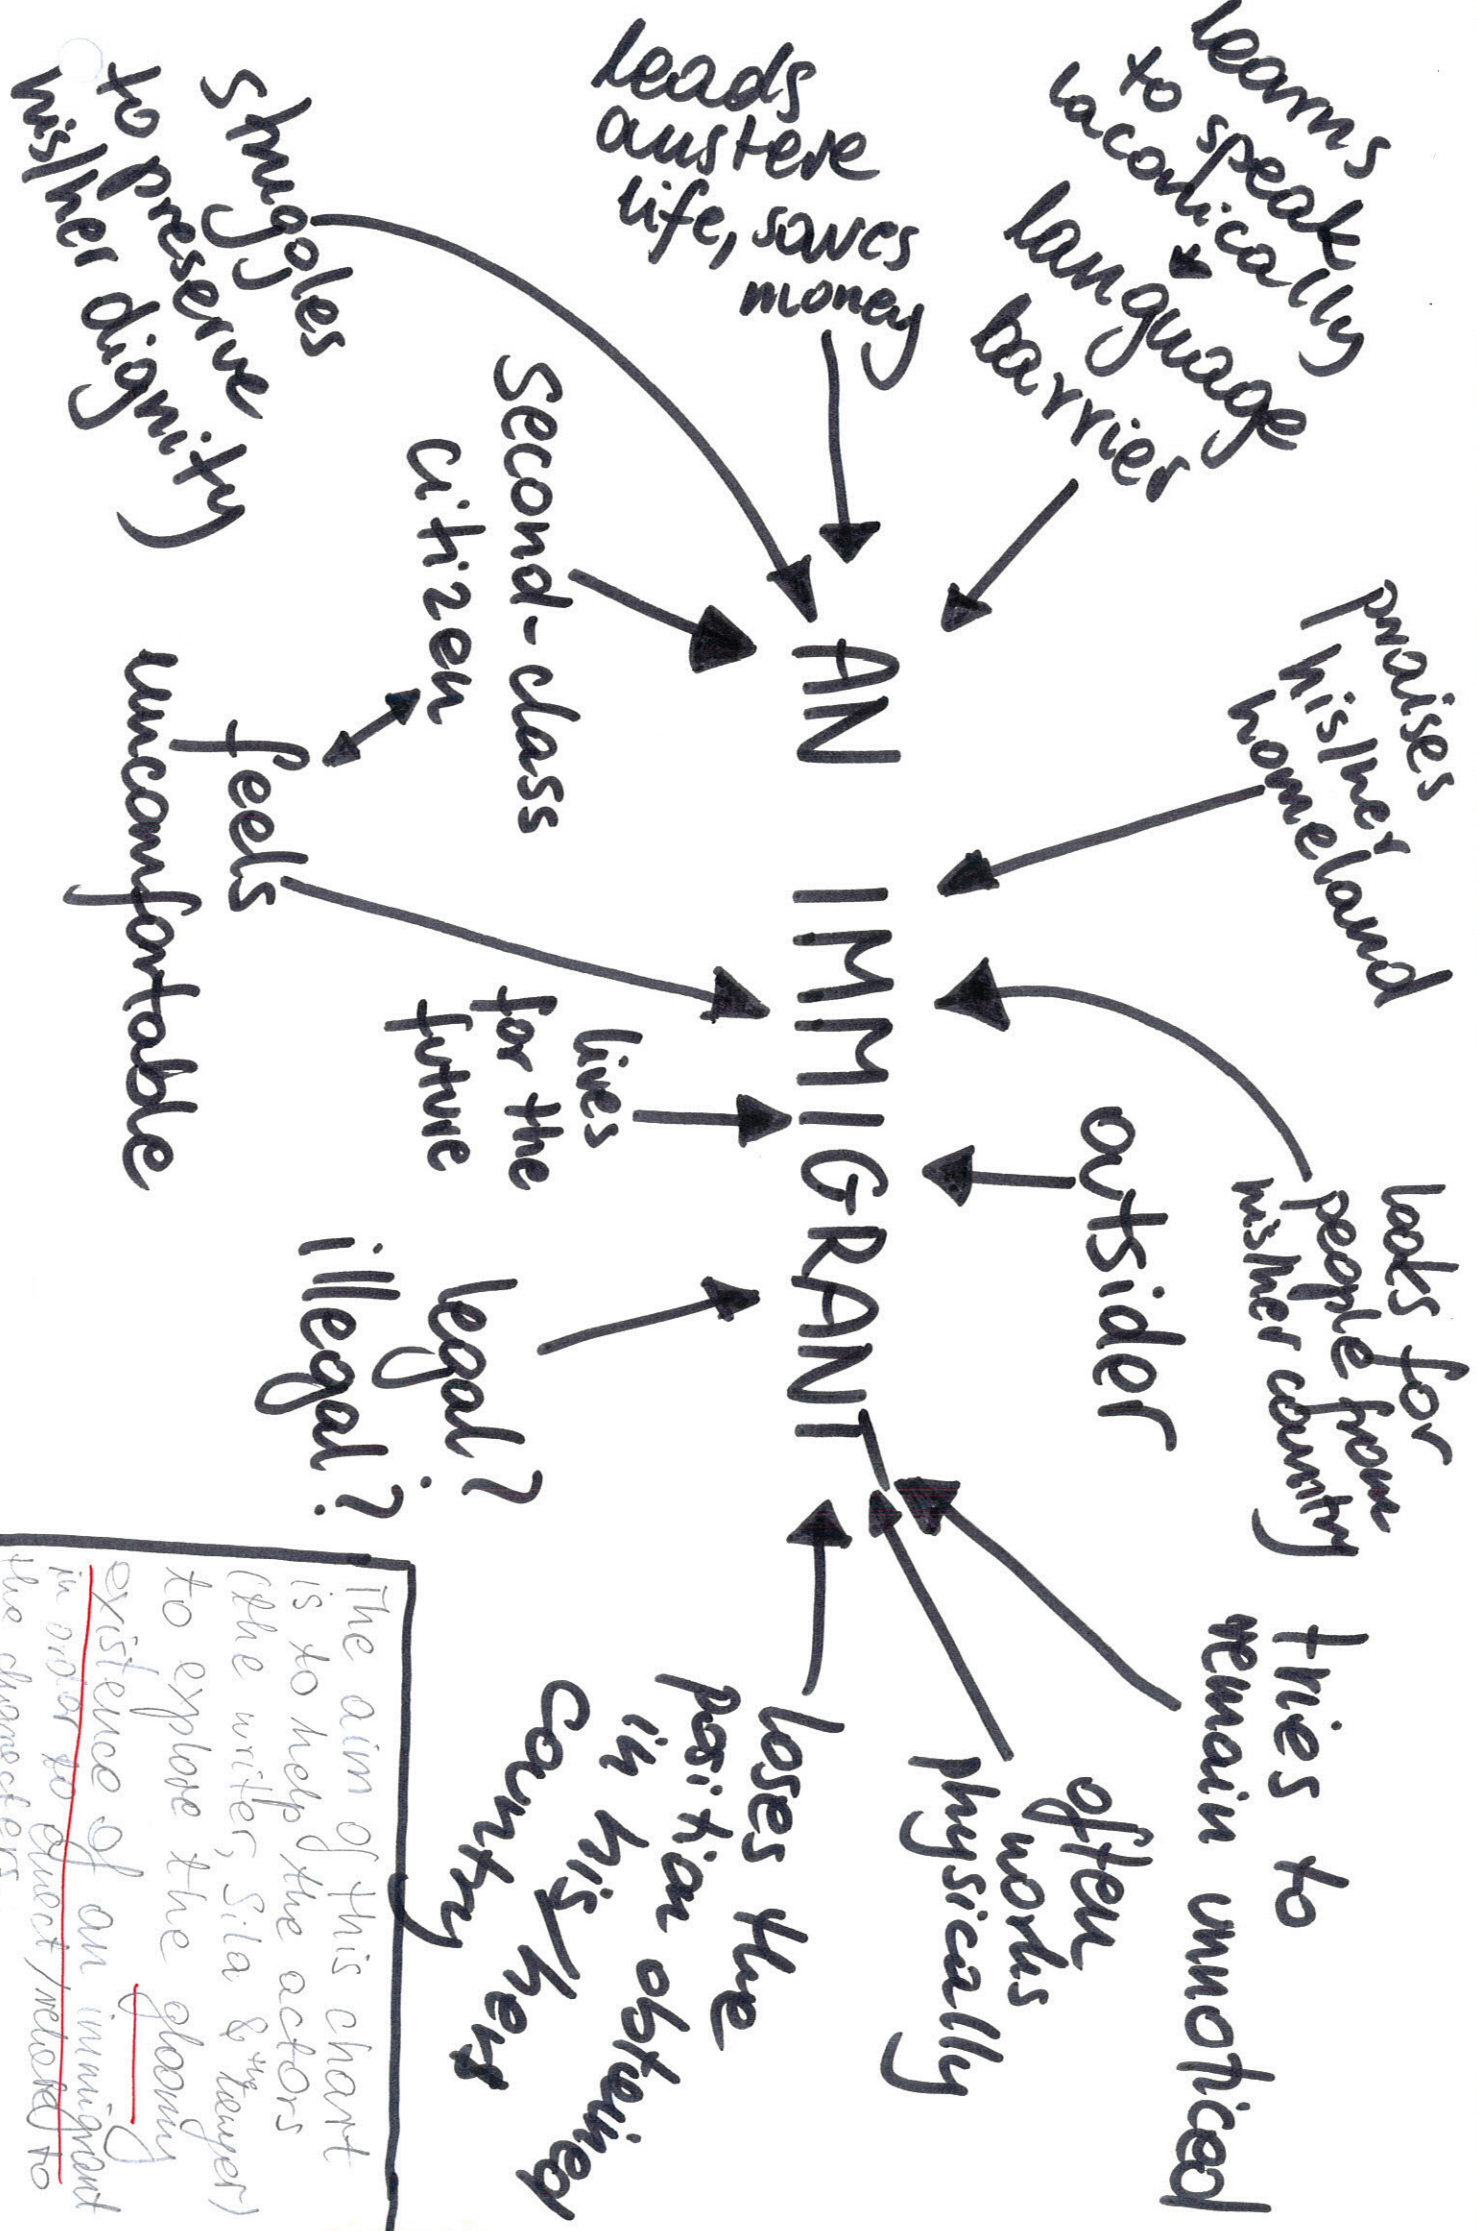 learns
to speak
laconically
language
barrier
leads
austere
life, saves
money
struggles
to preserve
his/her dignity
second-class
citizen
feels
uncomfortable
praises
his/her
homeland
looks for
people from
his/her country
outsider
AN IMMIGRANT
lives
for the
future
legal?
illegal?
tries to
remain unnoticed
often
works
physically
loses the
position obteined
in his/hers
country
The aim of this chart
is to help the actors
(the writer, Sila & the
to explore the gloomy
existence of an immigrant
in order to to
the characters